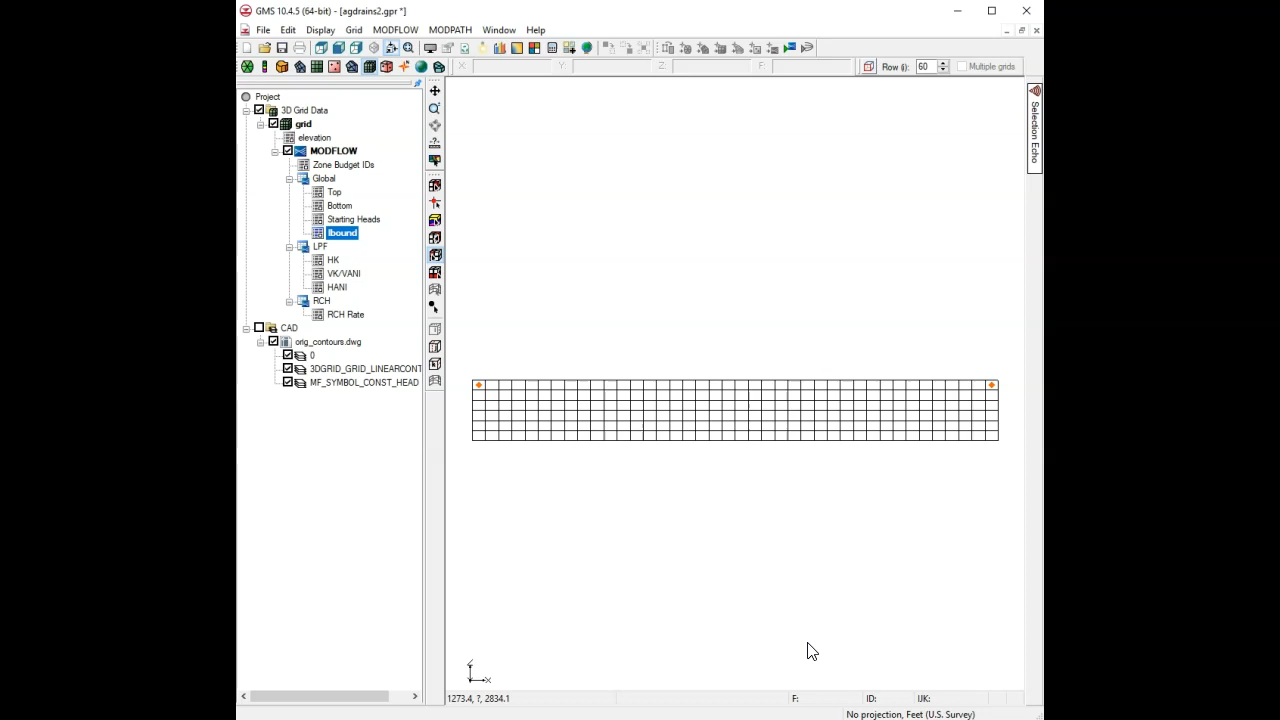 GMS 10.4.5 (64-bit) - [agdrains2.gpr *]
File Edit Display Grid MODFLOW MODPATH Window Help
X: Y: Z: F: Row (i): 60 Multiple grids
Project
3D Grid Data
grid
elevation
MODFLOW
Zone Budget IDs
Global
Top
Bottom
Starting Heads
Ibound
LPF
HK
VK/VANI
HANI
RCH
RCH Rate
CAD
orig_contours.dwg
0
3DGRID_GRID_LINEARCONT
MF_SYMBOL_CONST_HEAD
Selection Echo
1273.4, ?, 2834.1 F: ID: IJK:
No projection, Feet (U.S. Survey)